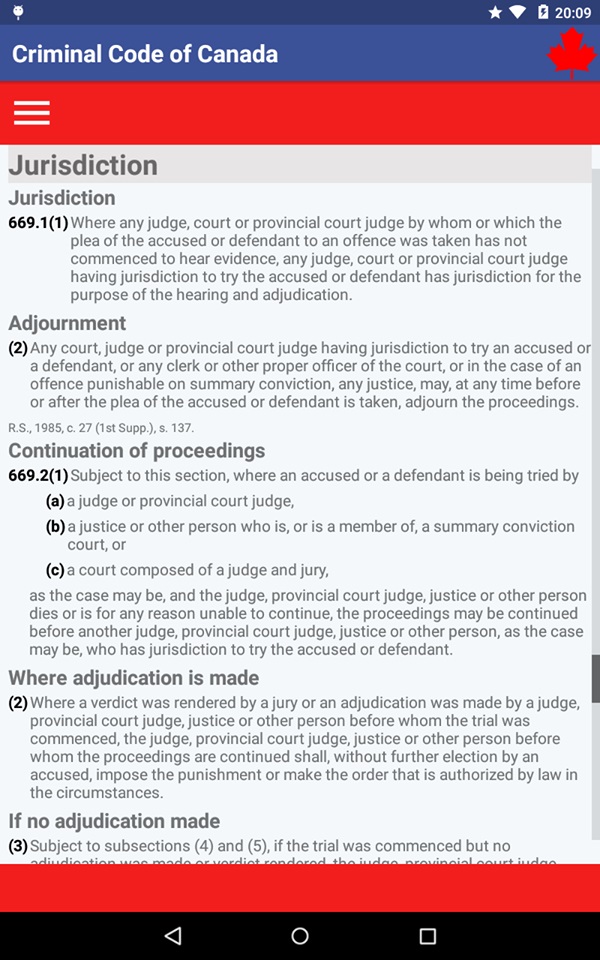 20:09
Criminal Code of Canada
Jurisdiction
Jurisdiction
669.1(1) Where any judge, court or provincial court judge by whom or which the
plea of the accused or defendant to an offence was taken has not
commenced to hear evidence, any judge, court or provincial court judge
having jurisdiction to try the accused or defendant has jurisdiction for the
purpose of the hearing and adjudication.
Adjournment
(2) Any court, judge or provincial court judge having jurisdiction to try an accused or
a defendant, or any clerk or other proper officer of the court, or in the case of an
offence punishable on summary conviction, any justice, may, at any time before
or after the plea of the accused or defendant is taken, adjourn the proceedings.
R.S., 1985, c. 27 (1st Supp.), s. 137.
Continuation of proceedings
669.2(1) Subject to this section, where an accused or a defendant is being tried by
(a) a judge or provincial court judge,
(b) a justice or other person who is, or is a member of, a summary conviction
court, or
(c) a court composed of a judge and jury,
as the case may be, and the judge, provincial court judge, justice or other person
dies or is for any reason unable to continue, the proceedings may be continued
before another judge, provincial court judge, justice or other person, as the case
may be, who has jurisdiction to try the accused or defendant.
Where adjudication is made
(2) Where a verdict was rendered by a jury or an adjudication was made by a judge,
provincial court judge, justice or other person before whom the trial was
commenced, the judge, provincial court judge, justice or other person before
whom the proceedings are continued shall, without further election by an
accused, impose the punishment or make the order that is authorized by law in
the circumstances.
If no adjudication made
(3) Subject to subsections (4) and (5), if the trial was commenced but no
adjudication was made or verdict rendered, the judge, provincial court judge,